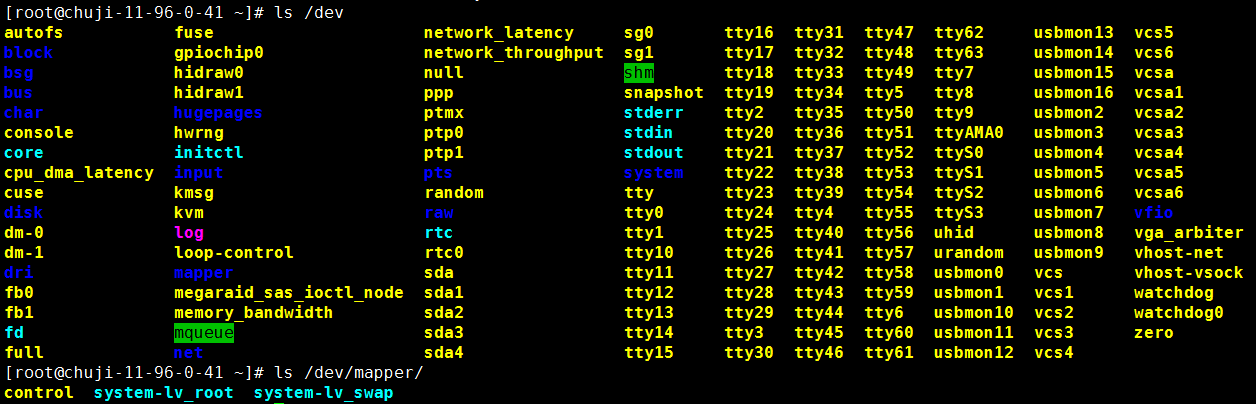 [root@chuji-11-96-0-41 ~]# ls /dev
autofs fuse network_latency sg0 tty16 tty31 tty47 tty62 usbmon13 vcs5
block gpiochip0 network_throughput sg1 tty17 tty32 tty48 tty63 usbmon14 vcs6
bsg hidraw0 null shm tty18 tty33 tty49 tty7 usbmon15 vcsa
bus hidraw1 ppp snapshot tty19 tty34 tty5 tty8 usbmon16 vcsa1
char hugepages ptmx stderr tty2 tty35 tty50 tty9 usbmon2 vcsa2
console hwrng ptp0 stdin tty20 tty36 tty51 ttyAMA0 usbmon3 vcsa3
core initctl ptp1 stdout tty21 tty37 tty52 ttyS0 usbmon4 vcsa4
cpu_dma_latency input pts system tty22 tty38 tty53 ttyS1 usbmon5 vcsa5
cuse kmsg random tty tty23 tty39 tty54 ttyS2 usbmon6 vcsa6
disk kvm raw tty0 tty24 tty4 tty55 ttyS3 usbmon7 vfio
dm-0 log rtc tty1 tty25 tty40 tty56 uhid usbmon8 vga_arbiter
dm-1 loop-control rtc0 tty10 tty26 tty41 tty57 urandom usbmon9 vhost-net
dri mapper sda tty11 tty27 tty42 tty58 usbmon0 vcs vhost-vsock
fb0 megaraid_sas_ioctl_node sda1 tty12 tty28 tty43 tty59 usbmon1 vcs1 watchdog
fb1 memory_bandwidth sda2 tty13 tty29 tty44 tty6 usbmon10 vcs2 watchdog0
fd mqueue sda3 tty14 tty3 tty45 tty60 usbmon11 vcs3 zero
full net sda4 tty15 tty30 tty46 tty61 usbmon12 vcs4
[root@chuji-11-96-0-41 ~]# ls /dev/mapper/
control system-lv_root system-lv_swap